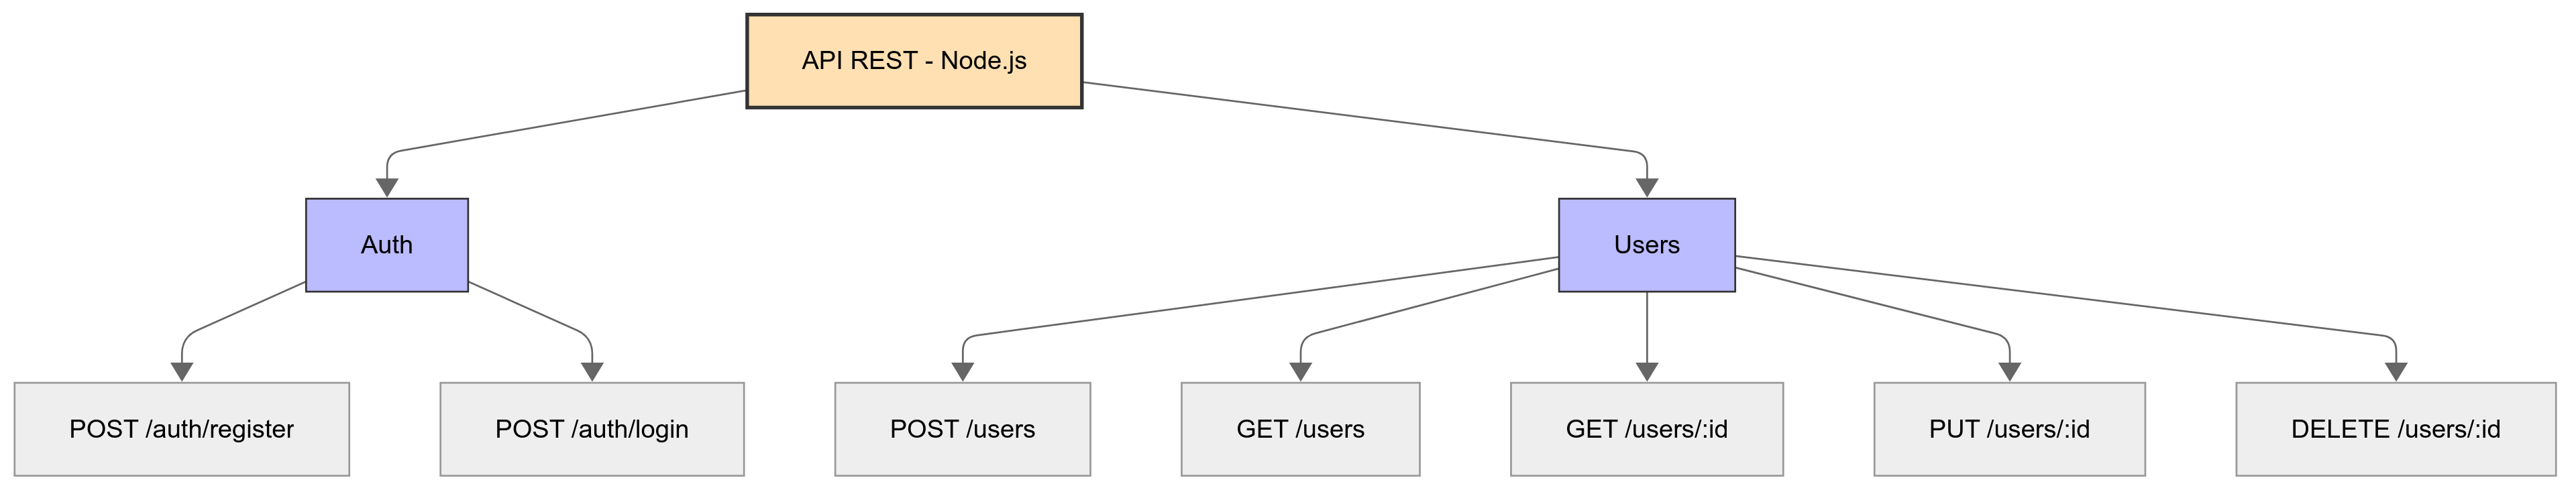 API REST - Node.js
Auth
Users
POST /auth/register
POST /auth/login
POST /users
GET /users
GET /users/:id
PUT /users/:id
DELETE /users/:id